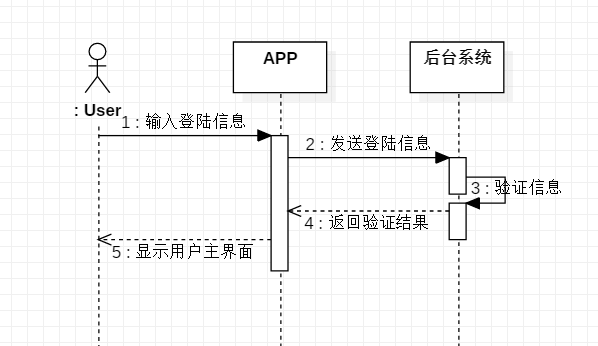 APP
后台系统
: User
1 : 输入登陆信息
2 : 发送登陆信息
3 : 验证信息
4 : 返回验证结果
5 : 显示用户主界面